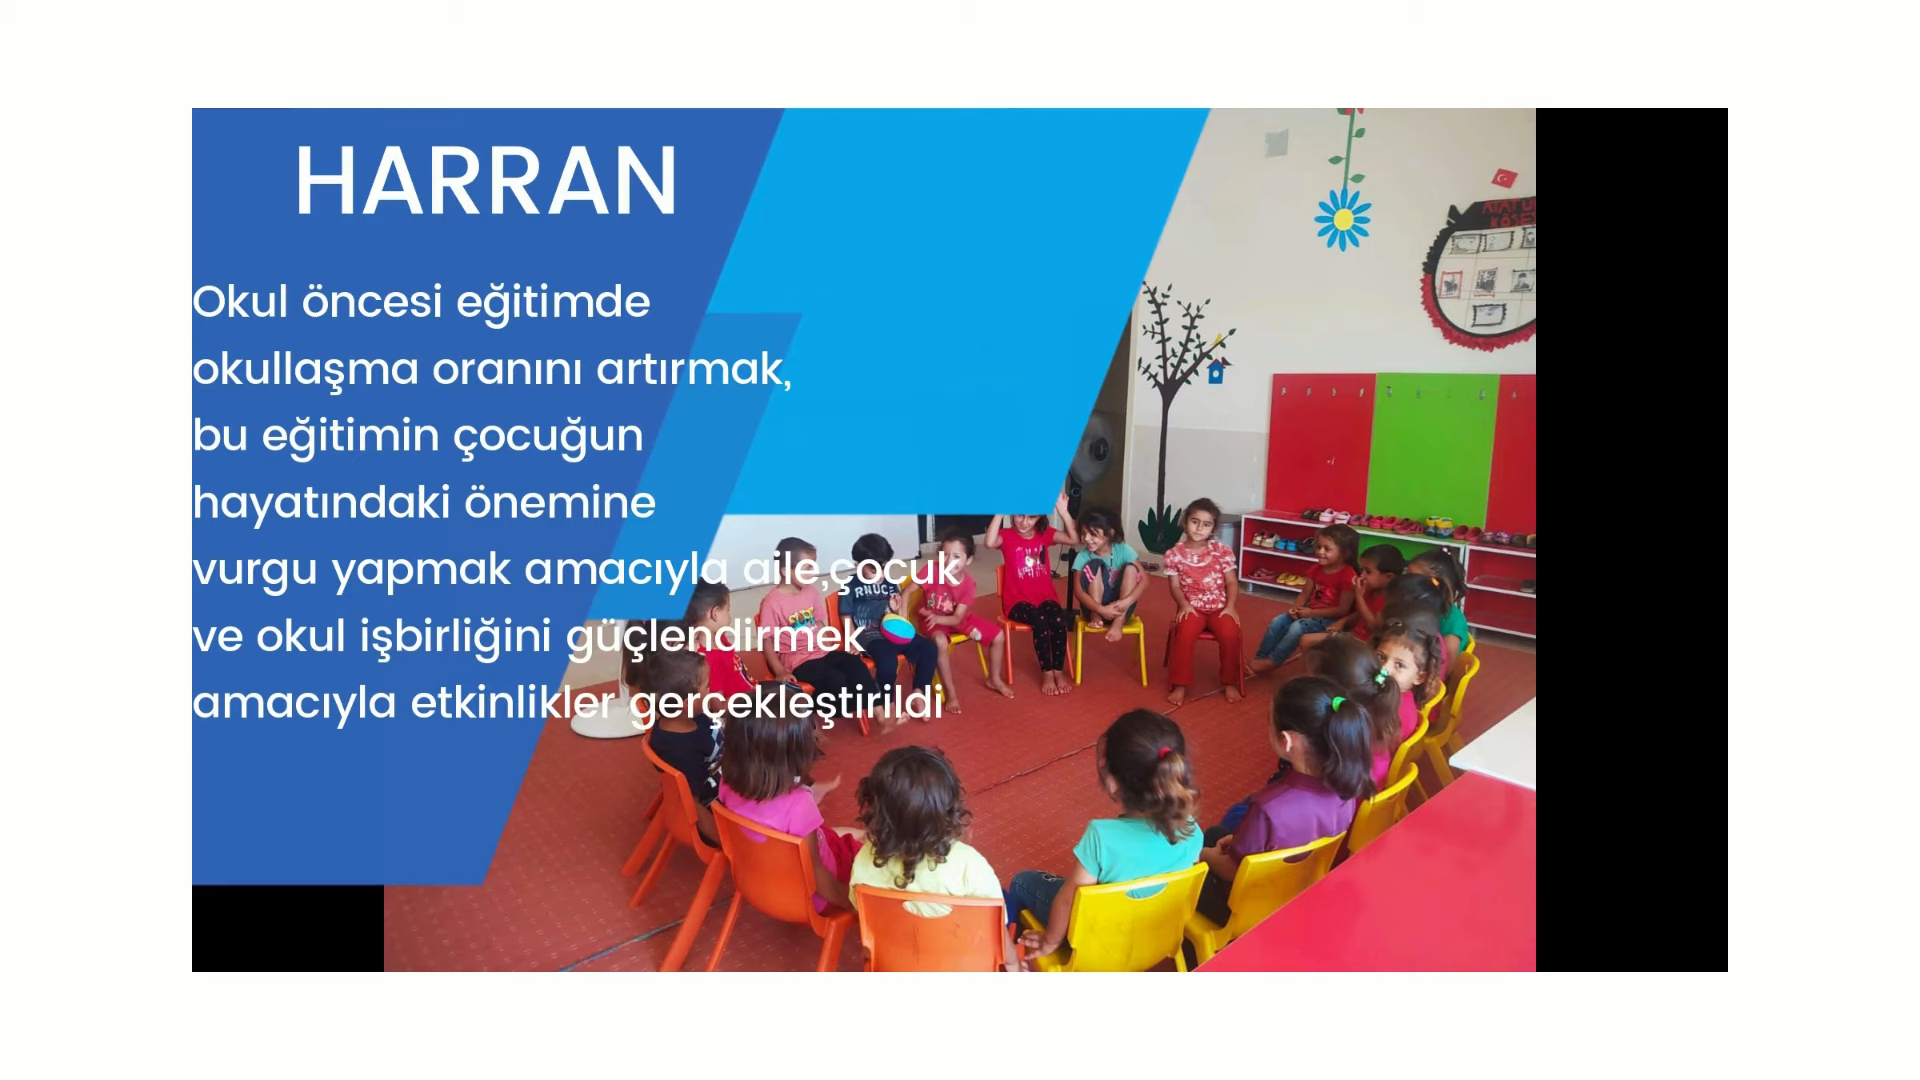 HARRAN
Okul öncesi eğitimde
okullaşma oranını artırmak,
bu eğitimin çocuğun
hayatındaki önemine
vurgu yapmak amacıyla aile,çocuk
ve okul işbirliğini güçlendirmek
amacıyla etkinlikler gerçekleştirildi